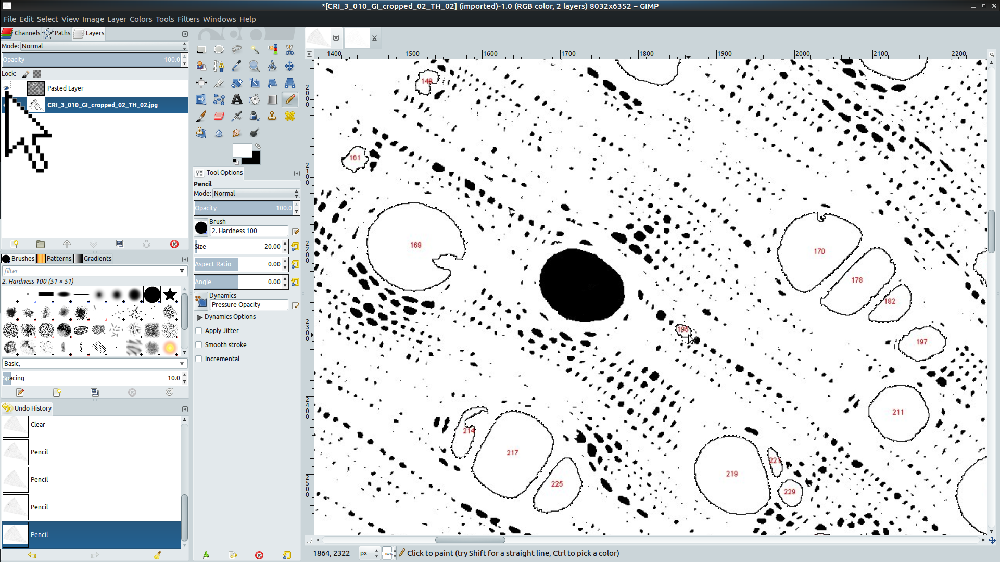 *[CRI_3_010_GI_cropped_02_TH_02] (imported)-1.0 (RGB color, 2 layers) 8032x6352 – GIMP
File Edit Select View Image Layer Colors Tools Filters Windows Help
Channels Paths Layers
Mode: Normal
Opacity 100.0
Lock:
Pasted Layer
CRI_3_010_GI_cropped_02_TH_02.jpg
Brushes Patterns Gradients
filter
2. Hardness 100 (51 × 51)
Basic,
Spacing 10.0
Undo History
Clear
Pencil
Pencil
Pencil
Pencil
Tool Options
Pencil
Mode: Normal
Opacity 100.0
Brush
2. Hardness 100
Size 20.00
Aspect Ratio 0.00
Angle 0.00
Dynamics
Pressure Opacity
Dynamics Options
Apply Jitter
Smooth stroke
Incremental
1400 1500 1600 1700 1800 1900 2000 2100 2200
2000
2100
2200
2300
2400
2500
149
161
169
170
178
182
195
197
211
214
217
219
221
225
229
1864, 2322 px 150% Click to paint (try Shift for a straight line, Ctrl to pick a color)